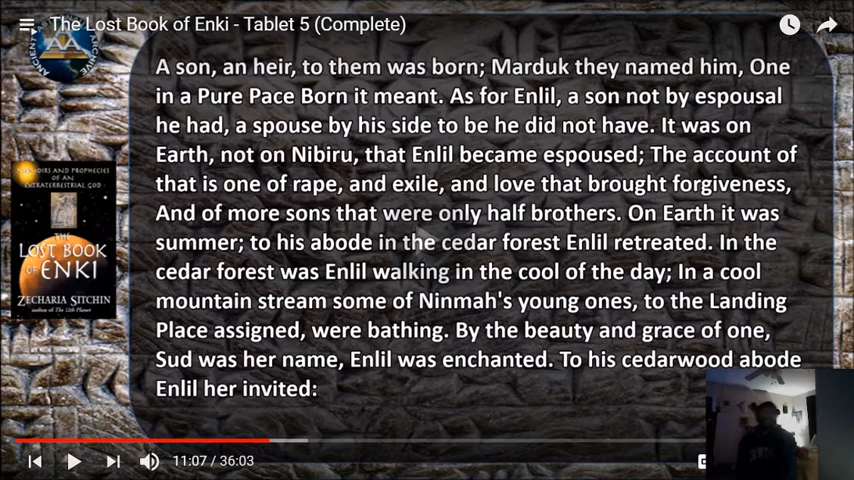 The Lost Book of Enki - Tablet 5 (Complete)
A son, an heir, to them was born; Marduk they named him, One
in a Pure Pace Born it meant. As for Enlil, a son not by espousal
he had, a spouse by his side to be he did not have. It was on
Earth, not on Nibiru, that Enlil became espoused; The account of
that is one of rape, and exile, and love that brought forgiveness,
And of more sons that were only half brothers. On Earth it was
summer; to his abode in the cedar forest Enlil retreated. In the
cedar forest was Enlil walking in the cool of the day; In a cool
mountain stream some of Ninmah's young ones, to the Landing
Place assigned, were bathing. By the beauty and grace of one,
Sud was her name, Enlil was enchanted. To his cedarwood abode
Enlil her invited:
AA
ARCHIVE
MEMOIRS AND PROPHECIES
OF AN
EXTRATERRESTRIAL GOD
THE
LOST BOOK
OF ENKI
ZECHARIA SITCHIN
author of The 12th Planet
11:07 / 36:03